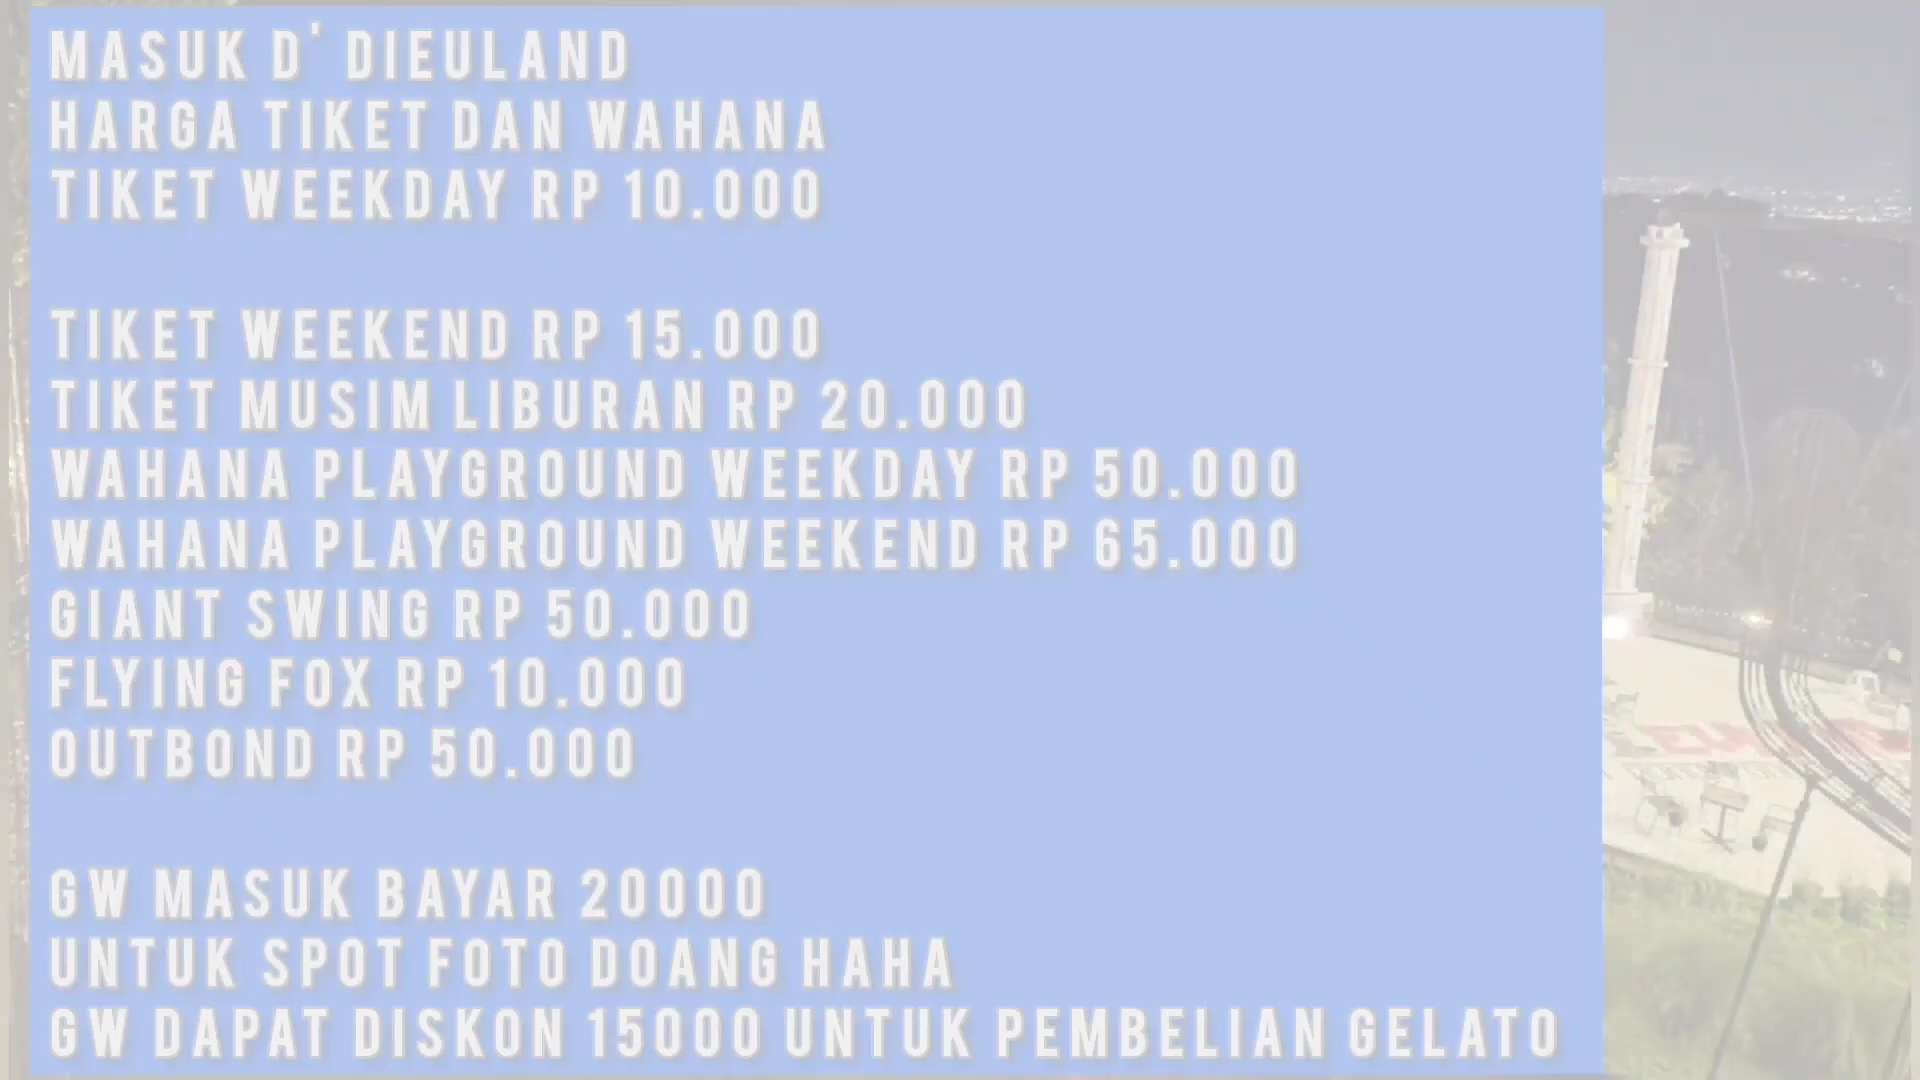 MASUK D' DIEULAND
HARGA TIKET DAN WAHANA
TIKET WEEKDAY RP 10.000
TIKET WEEKEND RP 15.000
TIKET MUSIM LIBURAN RP 20.000
WAHANA PLAYGROUND WEEKDAY RP 50.000
WAHANA PLAYGROUND WEEKEND RP 65.000
GIANT SWING RP 50.000
FLYING FOX RP 10.000
OUTBOND RP 50.000
GW MASUK BAYAR 20000
UNTUK SPOT FOTO DOANG HAHA
GW DAPAT DISKON 15000 UNTUK PEMBELIAN GELATO